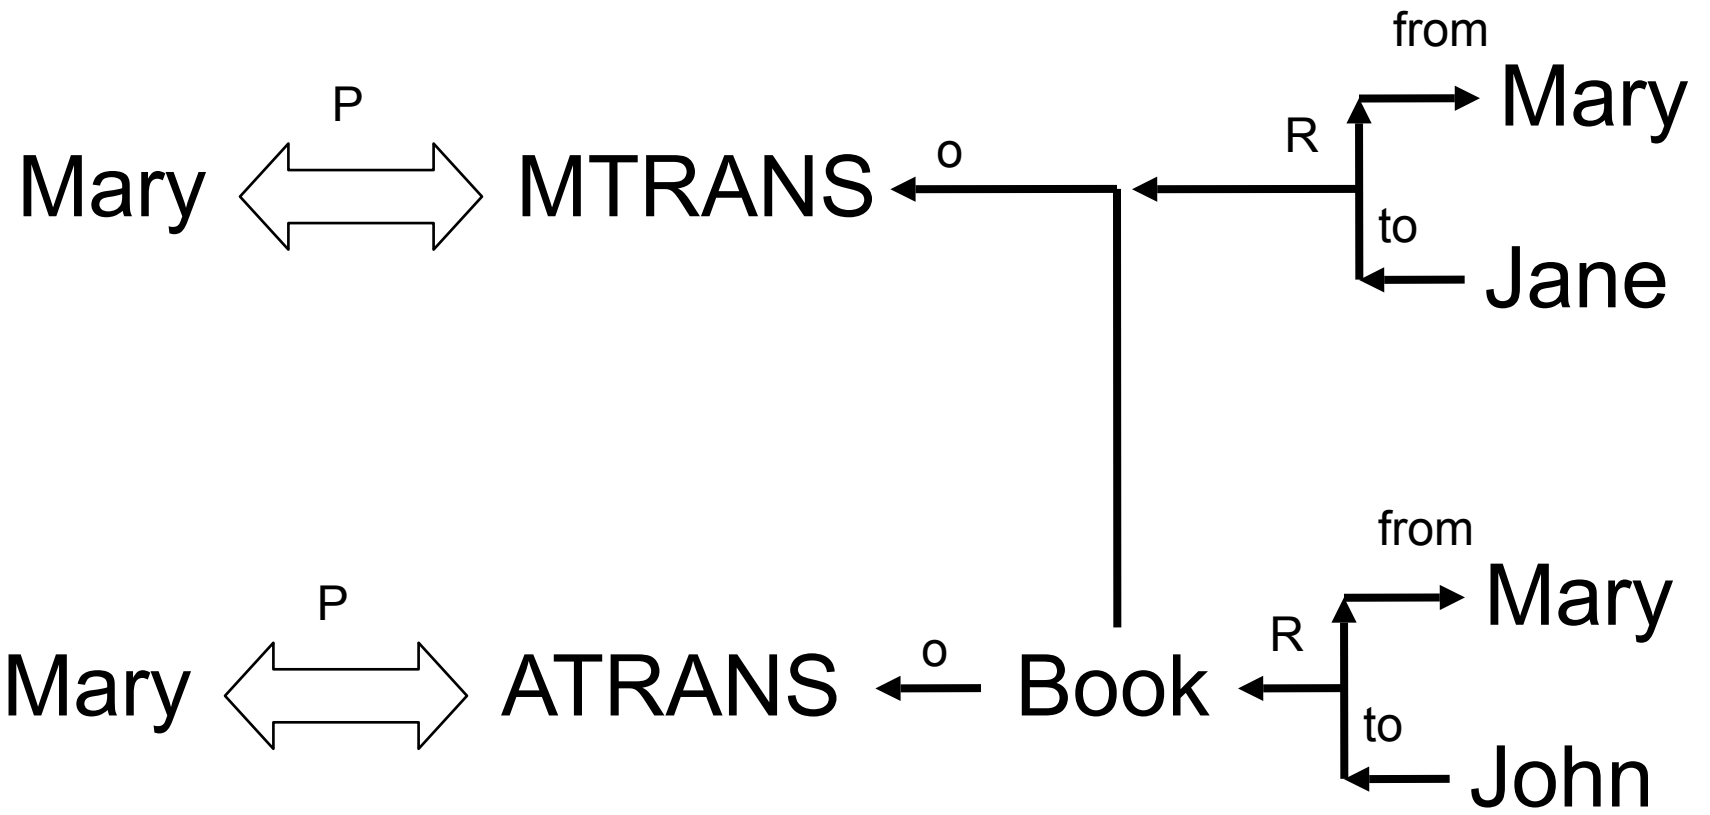 from
P
R
Mary
Mary
MTRANS
o
to
Jane
from
P
R
Mary
Mary
ATRANS
o
Book
to
John